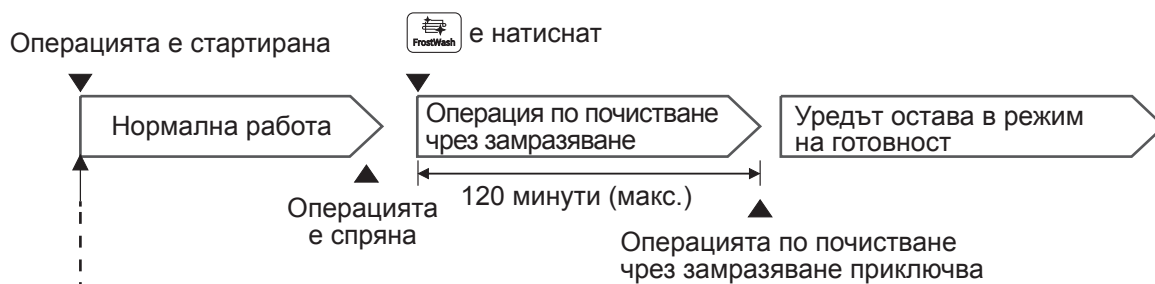 Операцията е стартирана
FrostWash
е натиснат
Нормална работа
Операция по почистване
чрез замразяване
Уредът остава в режим
на готовност
120 минути (макс.)
Операцията
е спряна
Операцията по почистване
чрез замразяване приключва